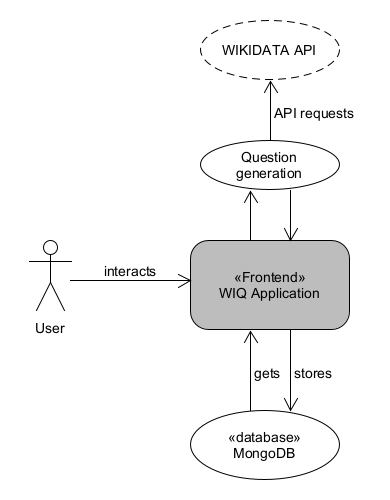 WIKIDATA API
API requests
Question
generation
interacts
«Frontend»
WIQ Application
User
gets
stores
«database»
MongoDB